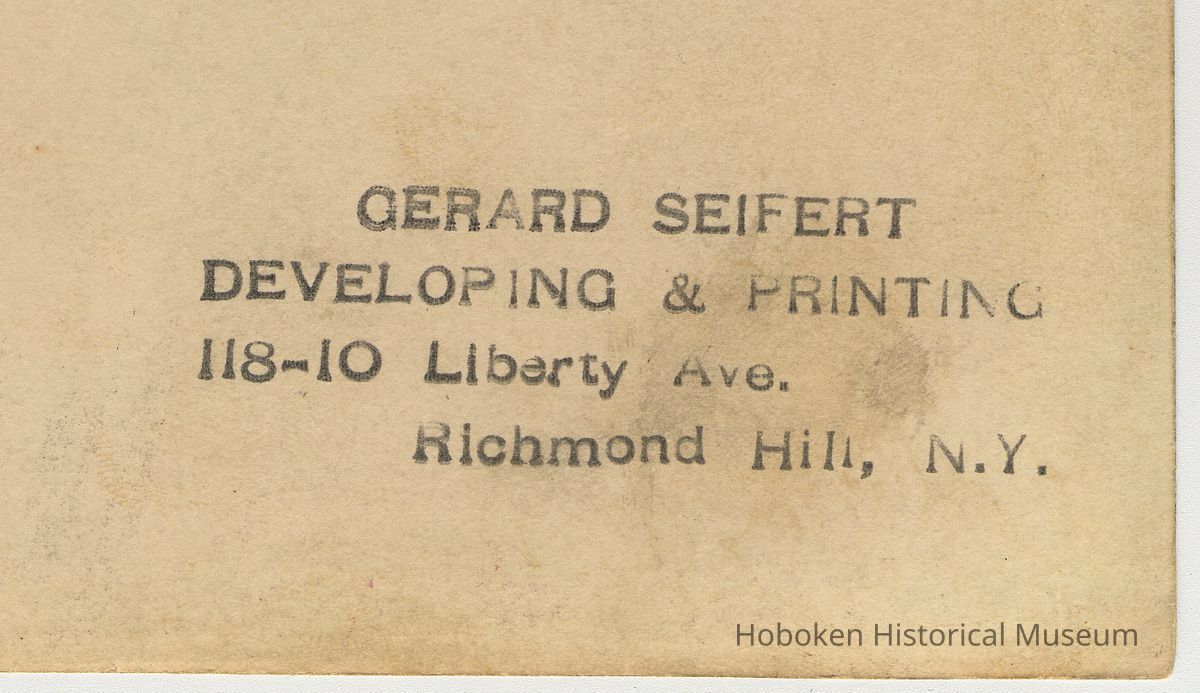 GERARD SEIFERT
DEVELOPING & PRINTING
118-10 Liberty Ave.
Richmond Hill, N.Y.
Hoboken Historical Museum